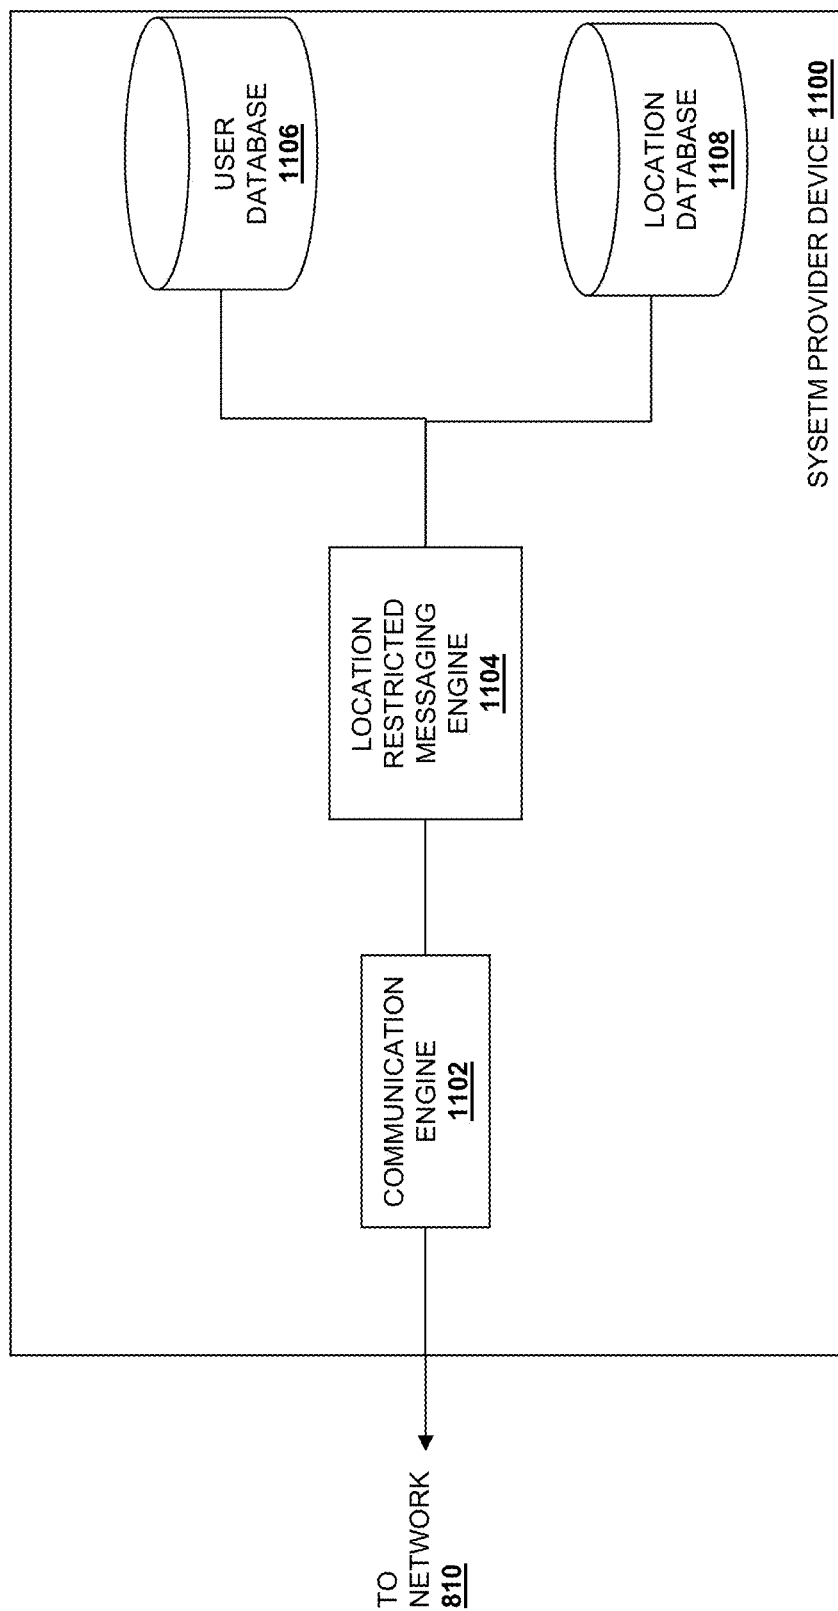 TO
NETWORK
810
COMMUNICATION
ENGINE
1102
LOCATION
RESTRICTED
MESSAGING
ENGINE
1104
USER
DATABASE
1106
LOCATION
DATABASE
1108
SYSETM PROVIDER DEVICE 1100